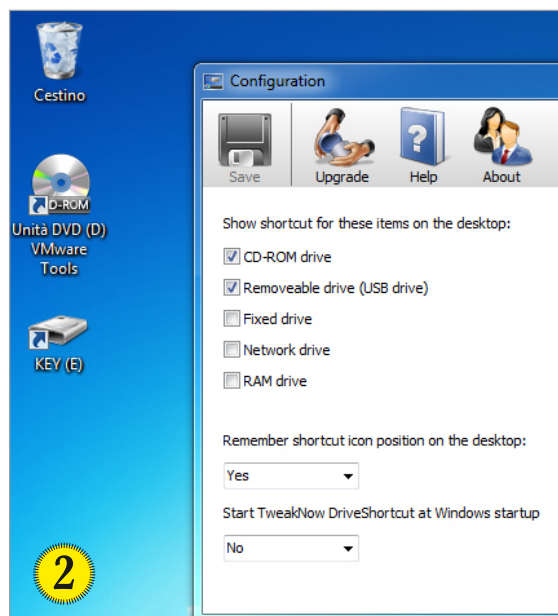 Cestino
D-ROM
Unità DVD (D)
VMware
Tools
KEY (E)
2
Configuration
Save
Upgrade
Help
About
Show shortcut for these items on the desktop:
CD-ROM drive
Removeable drive (USB drive)
Fixed drive
Network drive
RAM drive
Remember shortcut icon position on the desktop:
Yes
Start TweakNow DriveShortcut at Windows startup
No